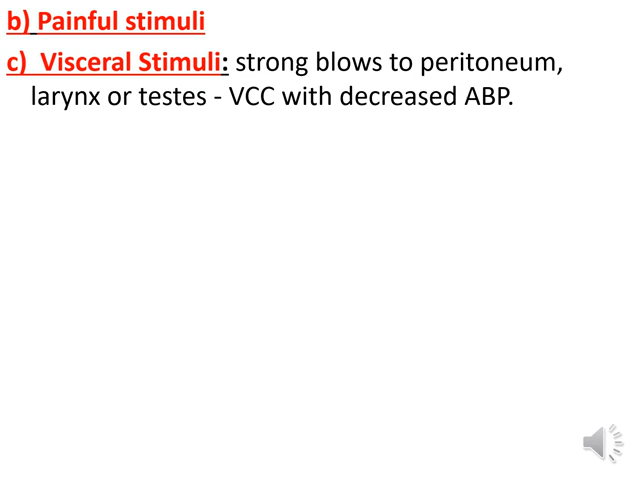 b) Painful stimuli
c)  Visceral Stimuli: strong blows to peritoneum,
larynx or testes - VCC with decreased ABP.